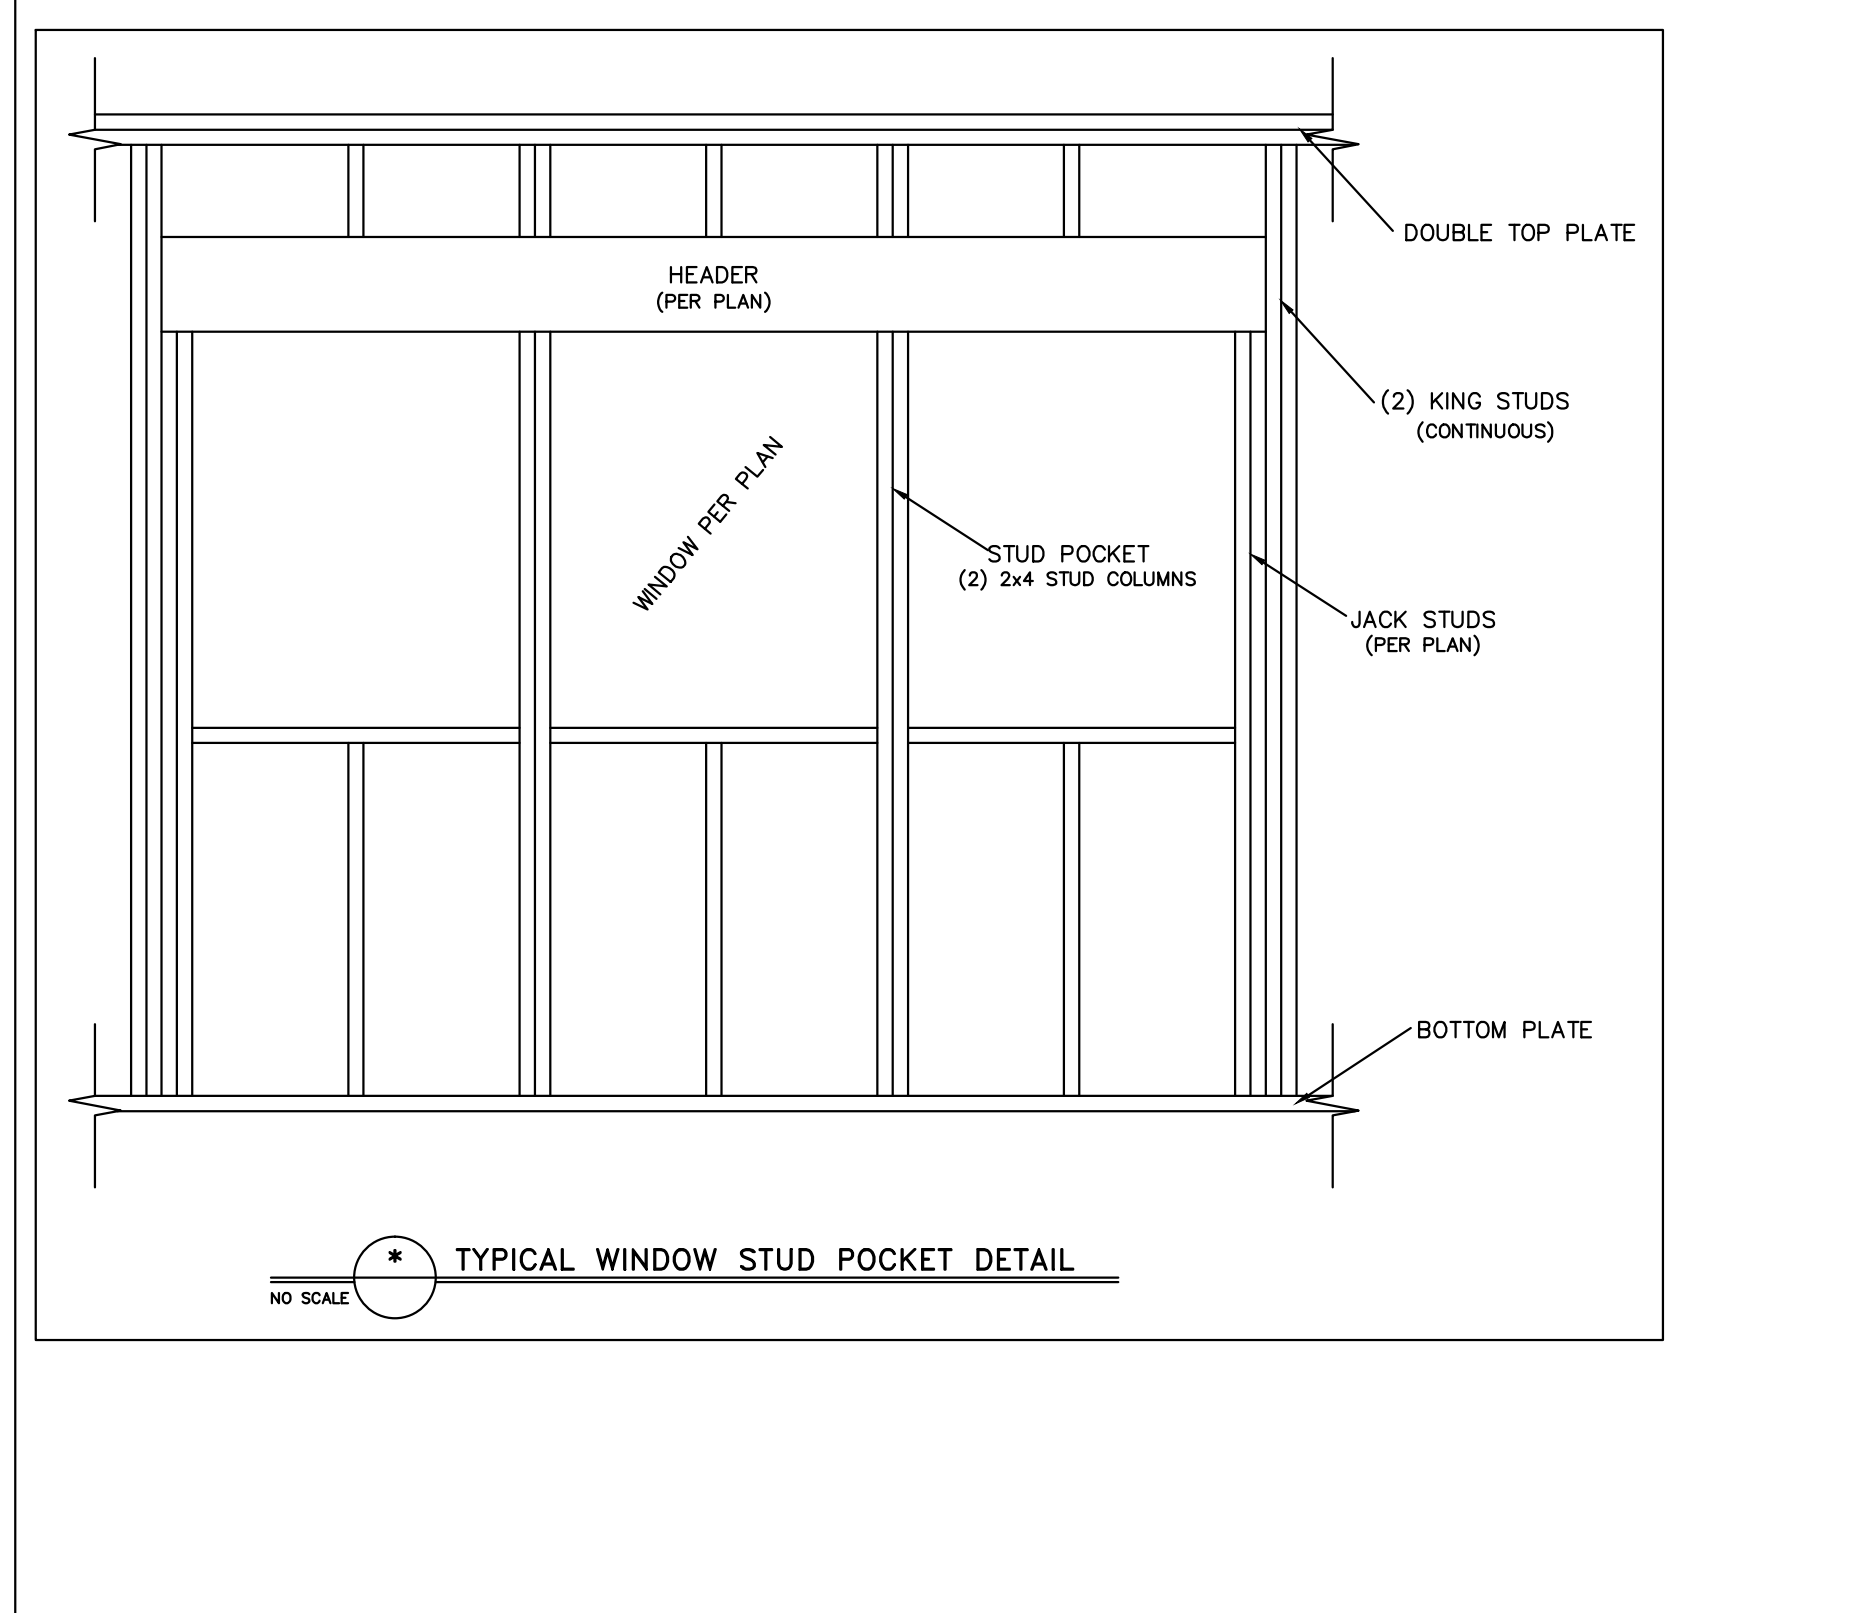 DOUBLE TOP PLATE
HEADER
(PER PLAN)
(2) KING STUDS
(CONTINUOUS)
WINDOW PER PLAN
STUD POCKET
(2) 2x4 STUD COLUMNS
JACK STUDS
(PER PLAN)
BOTTOM PLATE
* TYPICAL WINDOW STUD POCKET DETAIL
NO SCALE